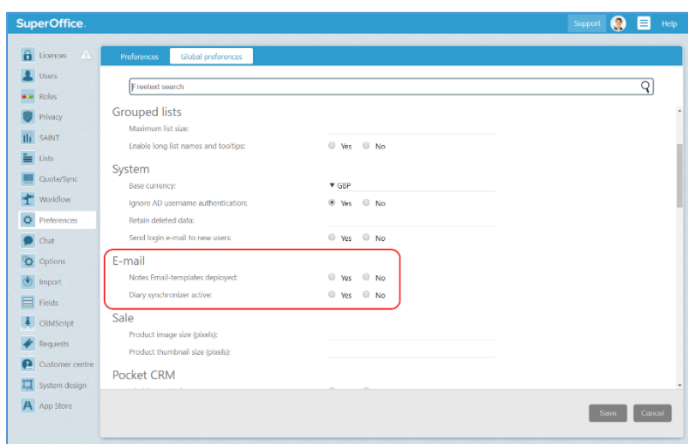 SuperOffice.
Support
Help
Licences
Users
Roles
Privacy
SAINT
Lists
Quote/Sync
Workflow
Preferences
Chat
Options
Import
Fields
CRMScript
Requests
Customer centre
System design
App Store
Preferences Global preferences
Freetext search
Grouped lists
Maximum list size:
Enable long list names and tooltips: Yes No
System
Base currency: ▼ GBP
Ignore AD username authentication: Yes No
Retain deleted data:
Send login e-mail to new users: Yes No
E-mail
Notes Email-templates deployed: Yes No
Diary synchronizer active: Yes No
Sale
Product image size (pixels):
Product thumbnail size (pixels):
Pocket CRM
Save Cancel